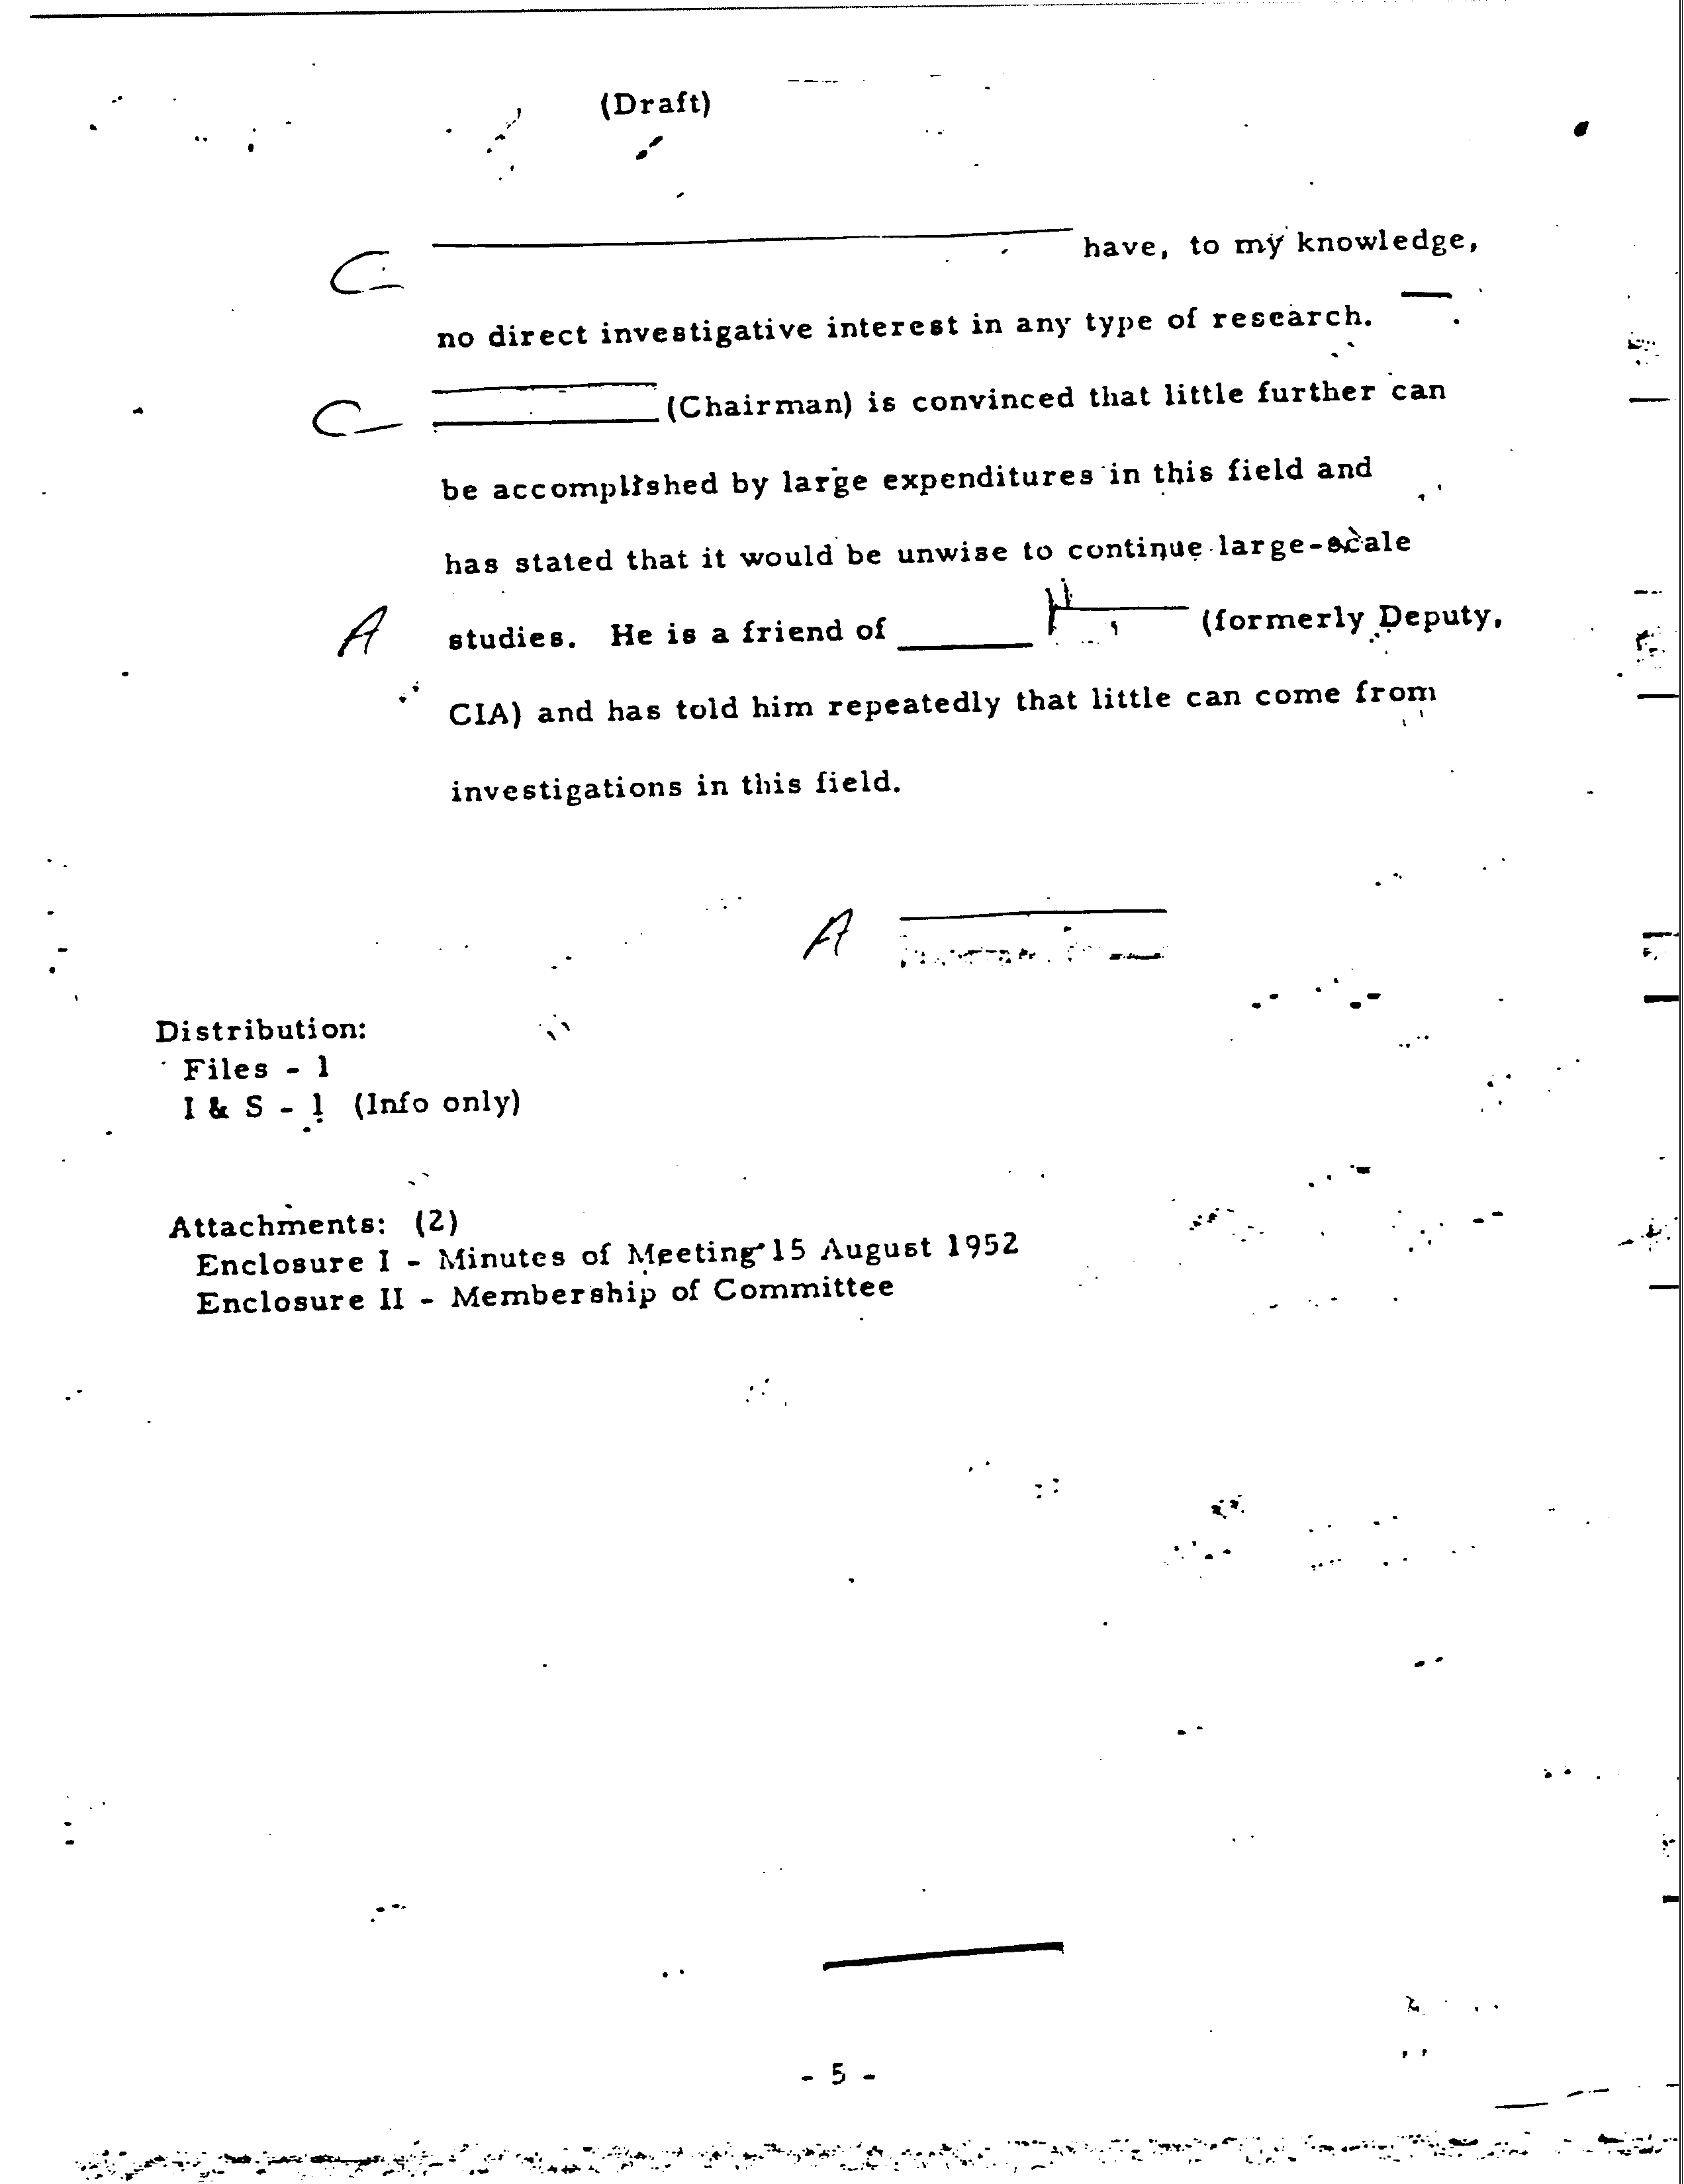 (Draft)
C have, to my knowledge,
no direct investigative interest in any type of research.
C (Chairman) is convinced that little further can
be accomplished by large expenditures in this field and
has stated that it would be unwise to continue large-scale
A studies. He is a friend of (formerly Deputy,
CIA) and has told him repeatedly that little can come from
investigations in this field.
A
Distribution:
Files - 1
I & S - 1 (Info only)
Attachments: (2)
Enclosure I - Minutes of Meeting 15 August 1952
Enclosure II - Membership of Committee
- 5 -